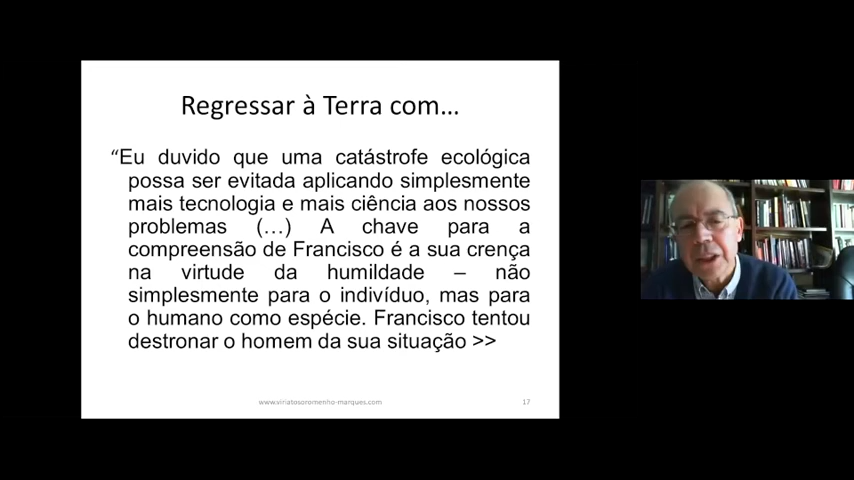 Regressar à Terra com...
“Eu duvido que uma catástrofe ecológica
possa ser evitada aplicando simplesmente
mais tecnologia e mais ciência aos nossos
problemas (…) A chave para a
compreensão de Francisco é a sua crença
na virtude da humildade – não
simplesmente para o indivíduo, mas para
o humano como espécie. Francisco tentou
destronar o homem da sua situação >>
www.viriatosoromenho-marques.com
17